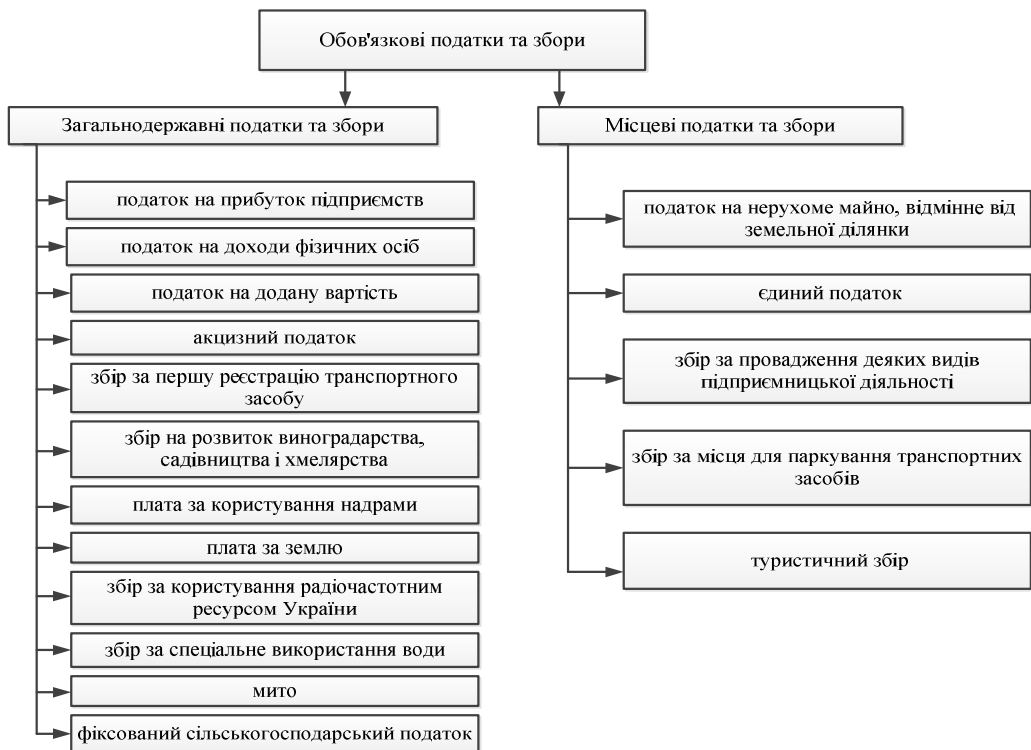 Обов'язкові податки та збори
Загальнодержавні податки та збори
податок на прибуток підприємств
податок на доходи фізичних осіб
податок на додану вартість
акцизний податок
збір за першу реєстрацію транспортного
засобу
збір на розвиток виноградарства,
садівництва і хмелярства
плата за користування надрами
плата за землю
збір за користування радіочастотним
ресурсом України
збір за спеціальне використання води
мито
фіксований сільськогосподарський податок
Місцеві податки та збори
податок на нерухоме майно, відмінне від
земельної ділянки
єдиний податок
збір за провадження деяких видів
підприємницької діяльності
збір за місця для паркування транспортних
засобів
туристичний збір